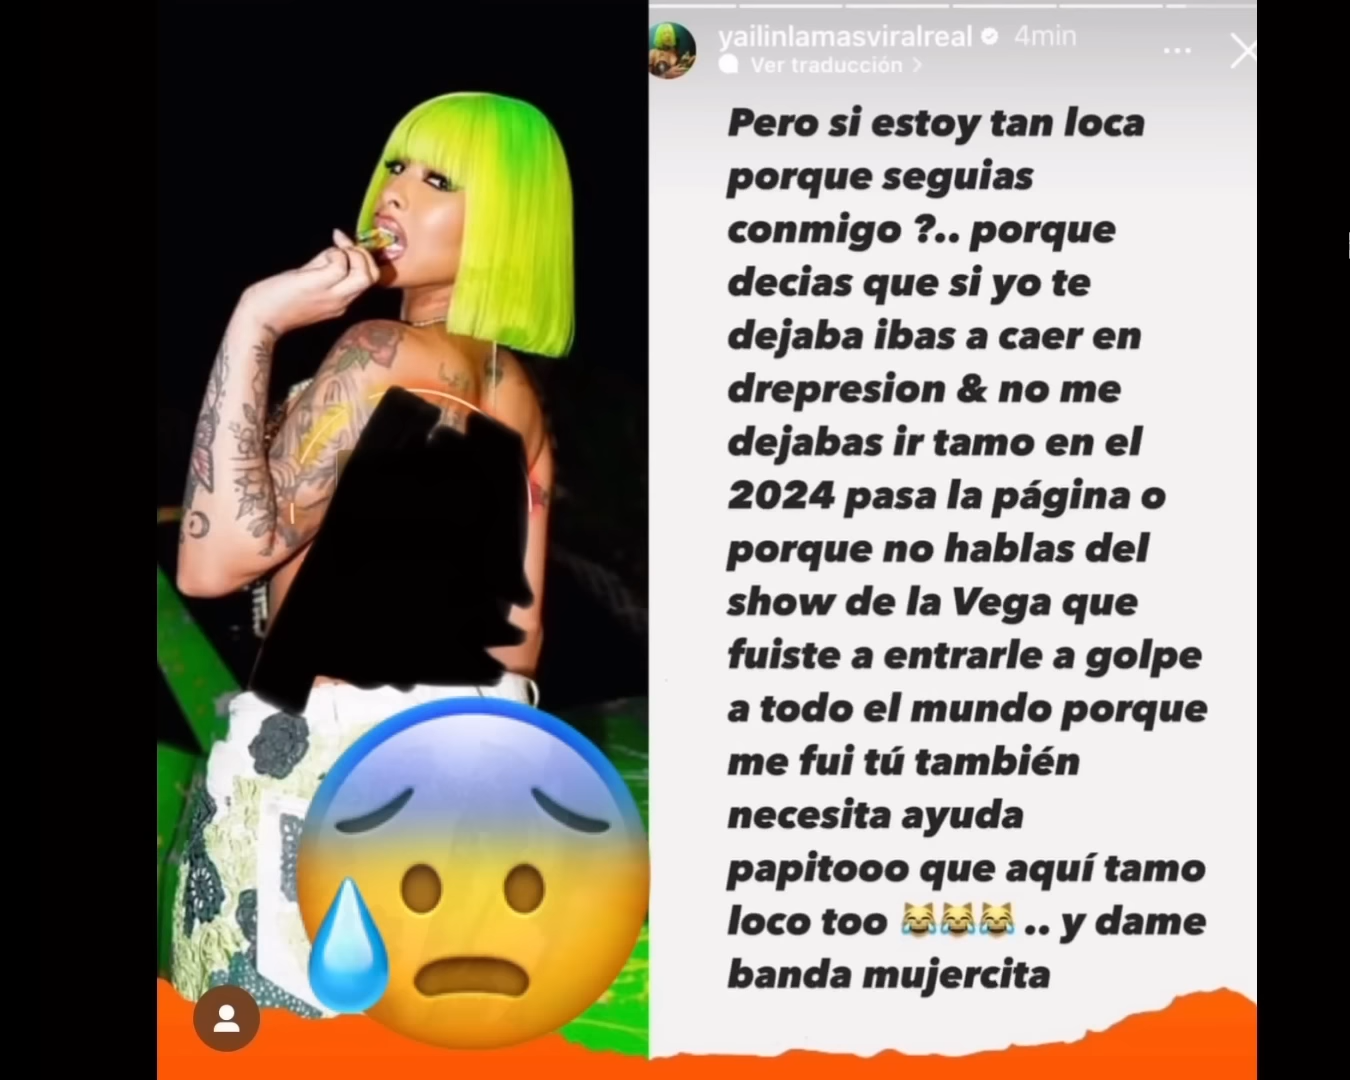 yailinlamasviralreal 4min
Ver traducción >
Pero si estoy tan loca
porque seguias
conmigo ?.. porque
decias que si yo te
dejaba ibas a caer en
drepresion & no me
dejabas ir tamo en el
2024 pasa la página o
porque no hablas del
show de la Vega que
fuiste a entrarle a golpe
a todo el mundo porque
me fui tú también
necesita ayuda
papitooo que aquí tamo
loco too 😹😹😹 .. y dame
banda mujercita